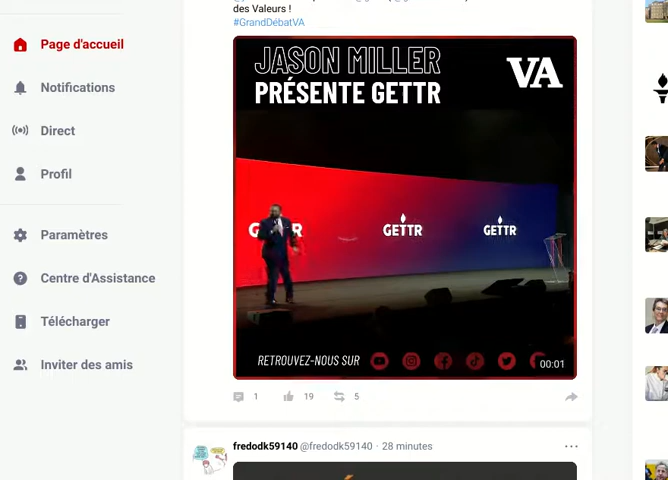 des Valeurs !
#GrandDébatVA
Page d'accueil
Notifications
Direct
Profil
Paramètres
Centre d'Assistance
Télécharger
Inviter des amis
JASON MILLER
PRÉSENTE GETTR
VA
GETTR
GETTR
RETROUVEZ-NOUS SUR
00:01
1
19
5
fredodk59140 @fredodk59140 · 28 minutes